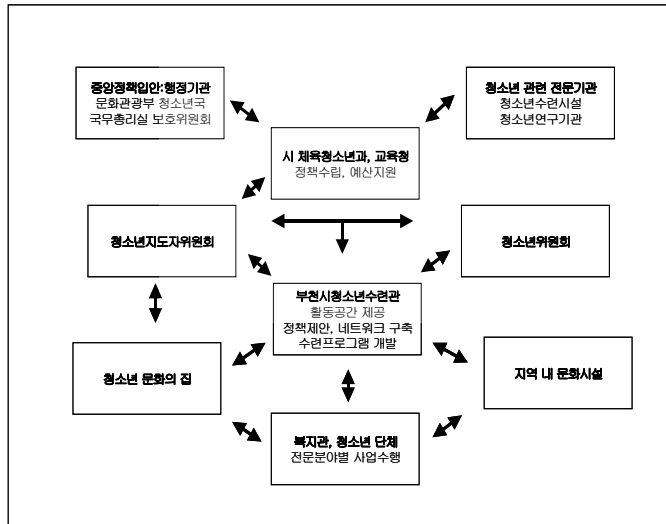 중앙정책입안:행정기관
문화관광부 청소년국
국무총리실 보호위원회
청소년 관련 전문기관
청소년수련시설
청소년연구기관
시 체육청소년과, 교육청
정책수립, 예산지원
청소년지도자위원회
청소년위원회
부천시청소년수련관
활동공간 제공
정책제안, 네트워크 구축
수련프로그램 개발
청소년 문화의 집
지역 내 문화시설
복지관, 청소년 단체
전문분야별 사업수행